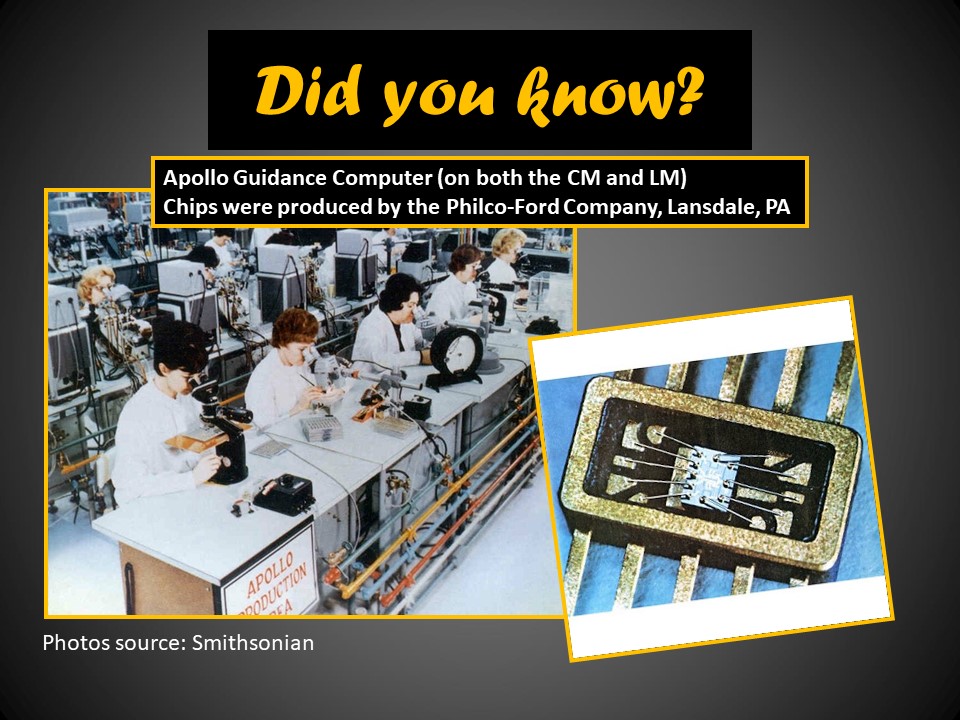 Did you know?
Apollo Guidance Computer (on both the CM and LM)
Chips were produced by the Philco-Ford Company, Lansdale, PA
APOLLO
RODUCTION
REA
Photos source: Smithsonian